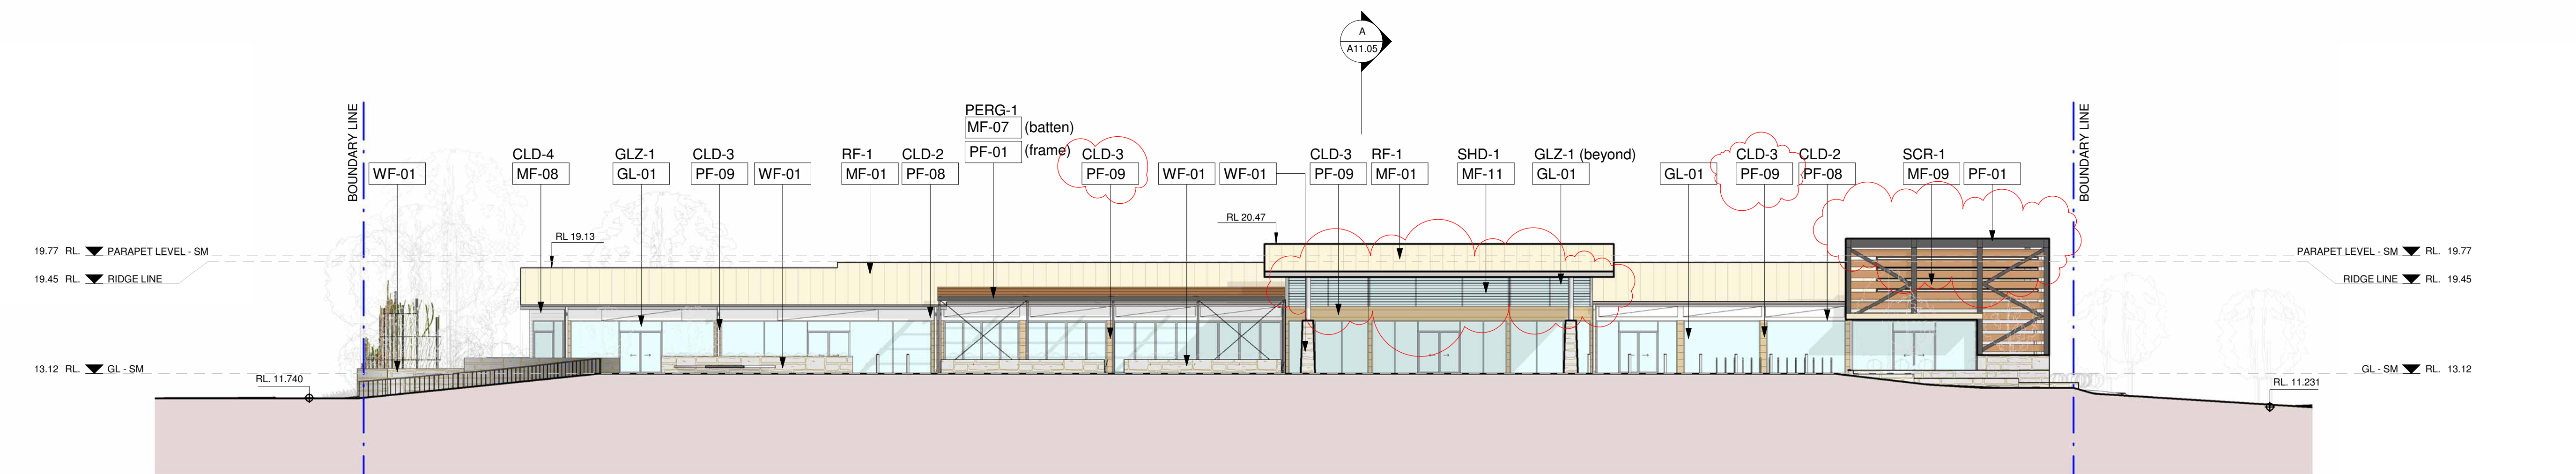 A
A11.05
BOUNDARY LINE
BOUNDARY LINE
PERG-1
MF-07 (batten)
PF-01 (frame)
CLD-4 GLZ-1 CLD-3 RF-1 CLD-2 CLD-3 CLD-3 RF-1 SHD-1 GLZ-1 (beyond) CLD-3 CLD-2 SCR-1
WF-01 MF-08 GL-01 PF-09 WF-01 MF-01 PF-08 PF-09 WF-01 WF-01 PF-09 MF-01 MF-11 GL-01 GL-01 PF-09 PF-08 MF-09 PF-01
RL 20.47
RL 19.13
19.77 RL. PARAPET LEVEL - SM
PARAPET LEVEL - SM RL. 19.77
19.45 RL. RIDGE LINE
RIDGE LINE RL. 19.45
13.12 RL. GL - SM
GL - SM RL. 13.12
RL. 11.740
RL. 11.231